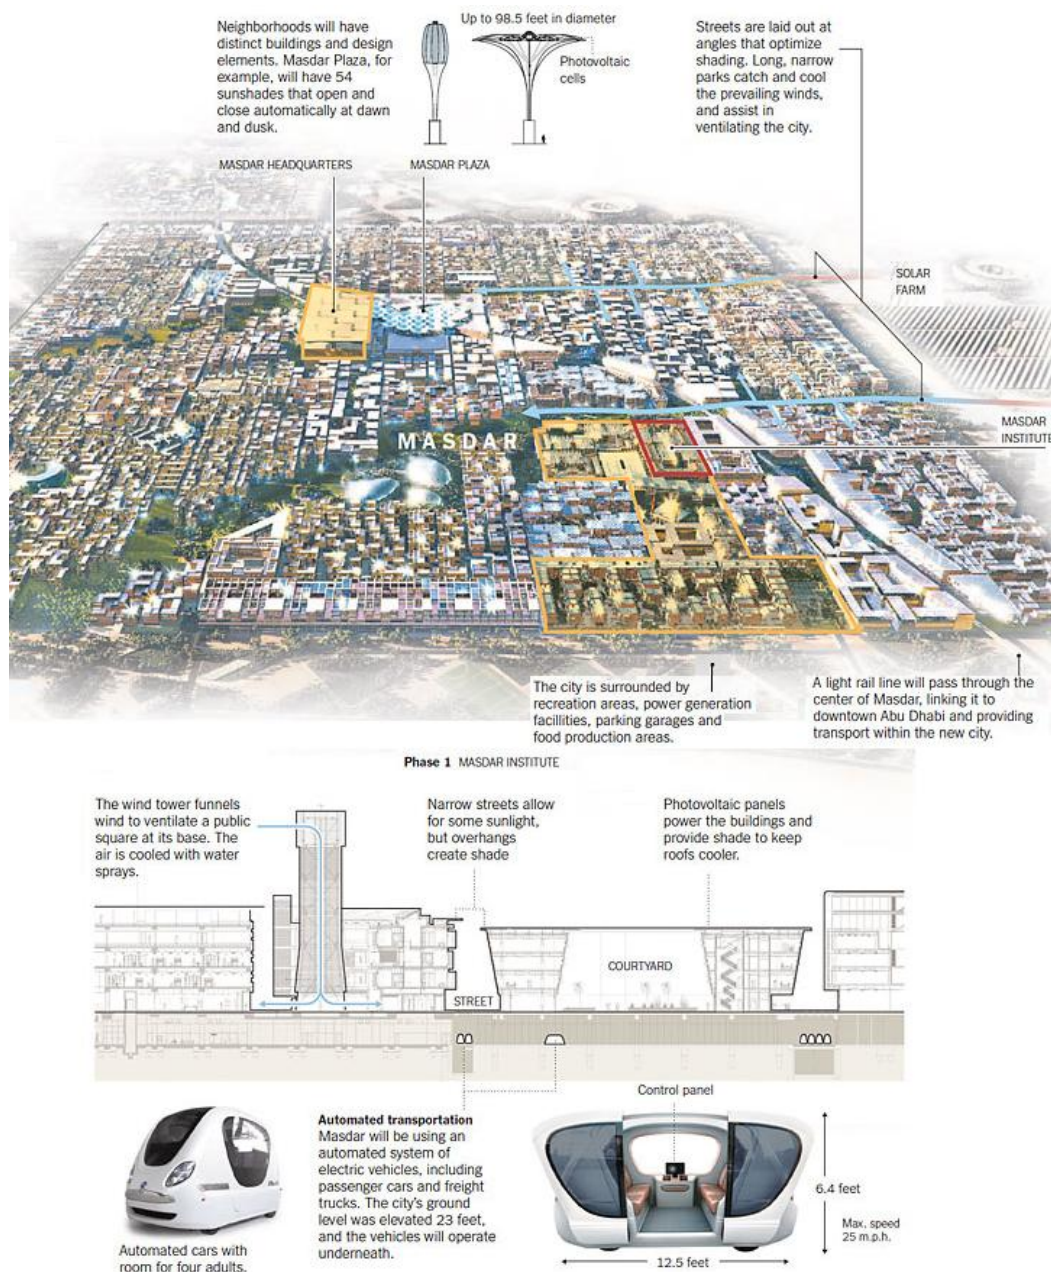 Neighborhoods will have
distinct buildings and design
elements. Masdar Plaza, for
example, will have 54
sunshades that open and
close automatically at dawn
and dusk.
Up to 98.5 feet in diameter
Photovoltaic
cells
Streets are laid out at
angles that optimize
shading. Long, narrow
parks catch and cool
the prevailing winds,
and assist in
ventilating the city.
MASDAR HEADQUARTERS
MASDAR PLAZA
SOLAR
FARM
MASDAR
INSTITUTE
MASDAR
The city is surrounded by
recreation areas, power generation
facillities, parking garages and
food production areas.
A light rail line will pass through the
center of Masdar, linking it to
downtown Abu Dhabi and providing
transport within the new city.
Phase 1 MASDAR INSTITUTE
The wind tower funnels
wind to ventilate a public
square at its base. The
air is cooled with water
sprays.
Narrow streets allow
for some sunlight,
but overhangs
create shade
Photovoltaic panels
power the buildings and
provide shade to keep
roofs cooler.
COURTYARD
STREET
Automated cars with
room for four adults.
Automated transportation
Masdar will be using an
automated system of
electric vehicles, including
passenger cars and freight
trucks. The city's ground
level was elevated 23 feet,
and the vehicles will operate
underneath.
Control panel
6.4 feet
Max. speed
25 m.p.h.
12.5 feet